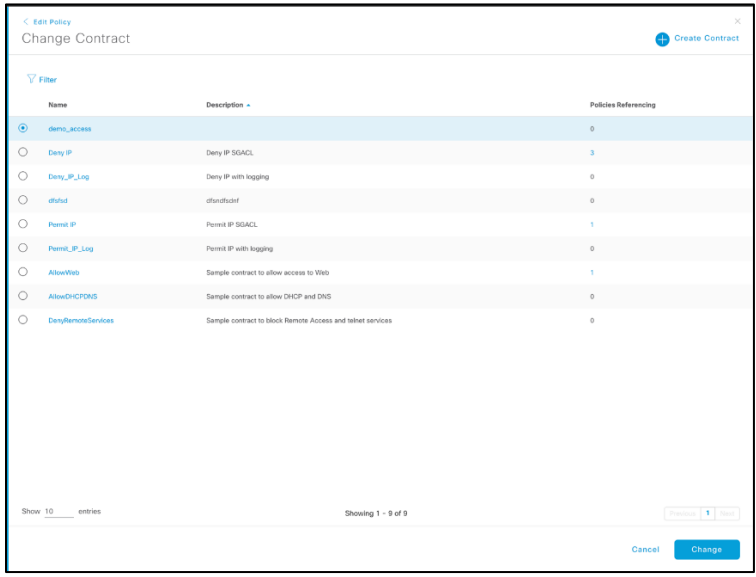 Edit Policy
Change Contract
Create Contract
Filter
Name Description Policies Referencing
demo_access 0
Deny IP Deny IP SGACL 3
Deny_IP_Log Deny IP with logging 0
dfsfsd dfsndfsdnf 0
Permit IP Permit IP SGACL 1
Permit_IP_Log Permit IP with logging 0
AllowWeb Sample contract to allow access to Web 1
AllowDHCPDNS Sample contract to allow DHCP and DNS 0
DenyRemoteServices Sample contract to block Remote Access and telnet services 0
Show 10 entries Showing 1 - 9 of 9 Previous 1 Next
Cancel Change